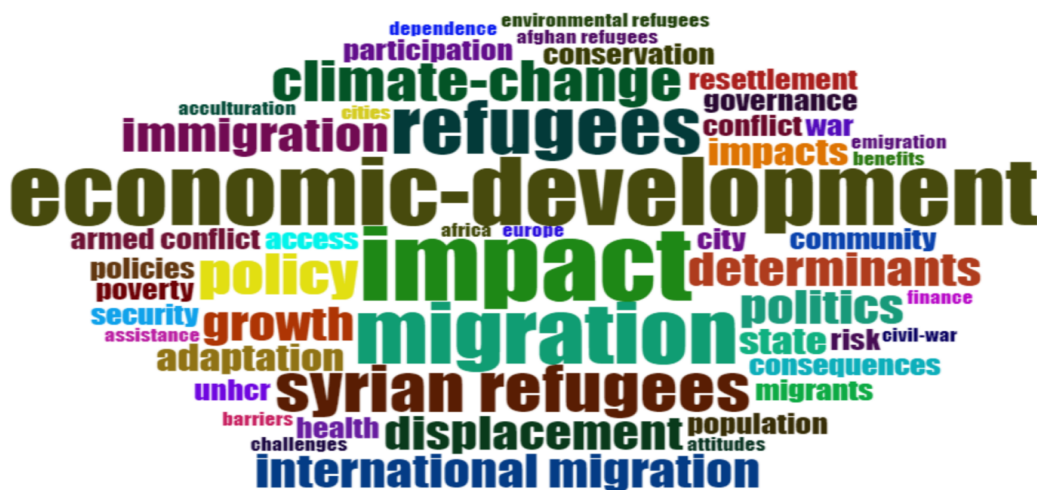 environmental refugees
dependence
afghan refugees
participation conservation
climate-change resettlement
acculturation cities governance
immigration refugees conflict war
impacts emigration
benefits
economic-development
armed conflict access africa europe city community
policies policy impact determinants
poverty
security growth migration politics finance
assistance state risk civil-war
adaptation consequences
unhcr syrian refugees migrants
barriers health displacement population
challenges attitudes
international migration